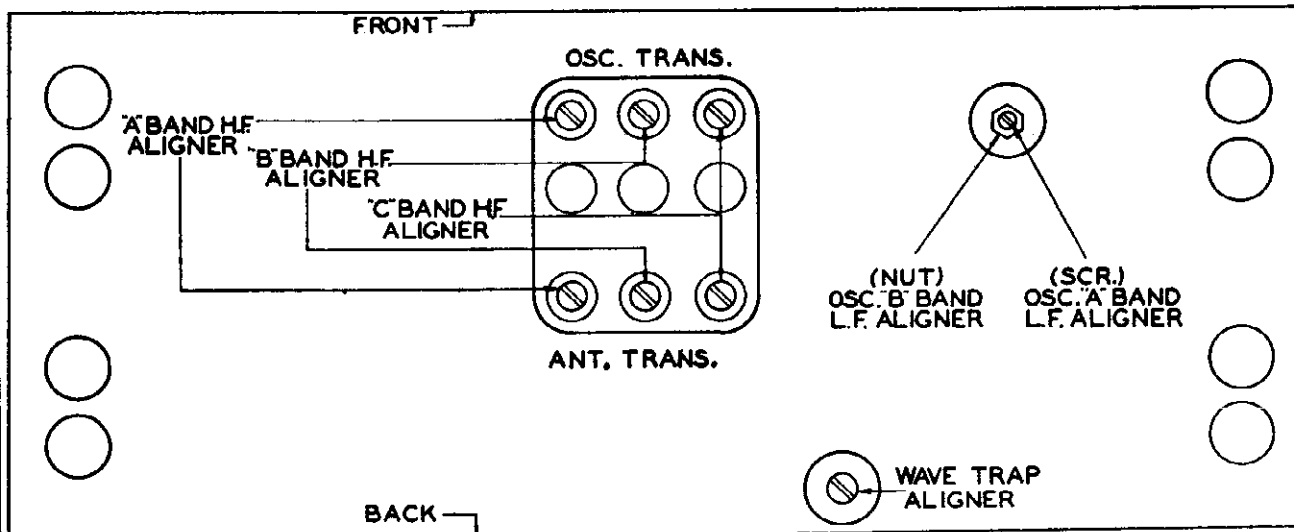 FRONT
OSC. TRANS.
"A" BAND H.F.
ALIGNER
"B" BAND H.F.
ALIGNER
"C" BAND H.F.
ALIGNER
(NUT)
OSC. "B" BAND
L.F. ALIGNER
(SCR.)
OSC. "A" BAND
L.F. ALIGNER
ANT. TRANS.
WAVE TRAP
ALIGNER
BACK